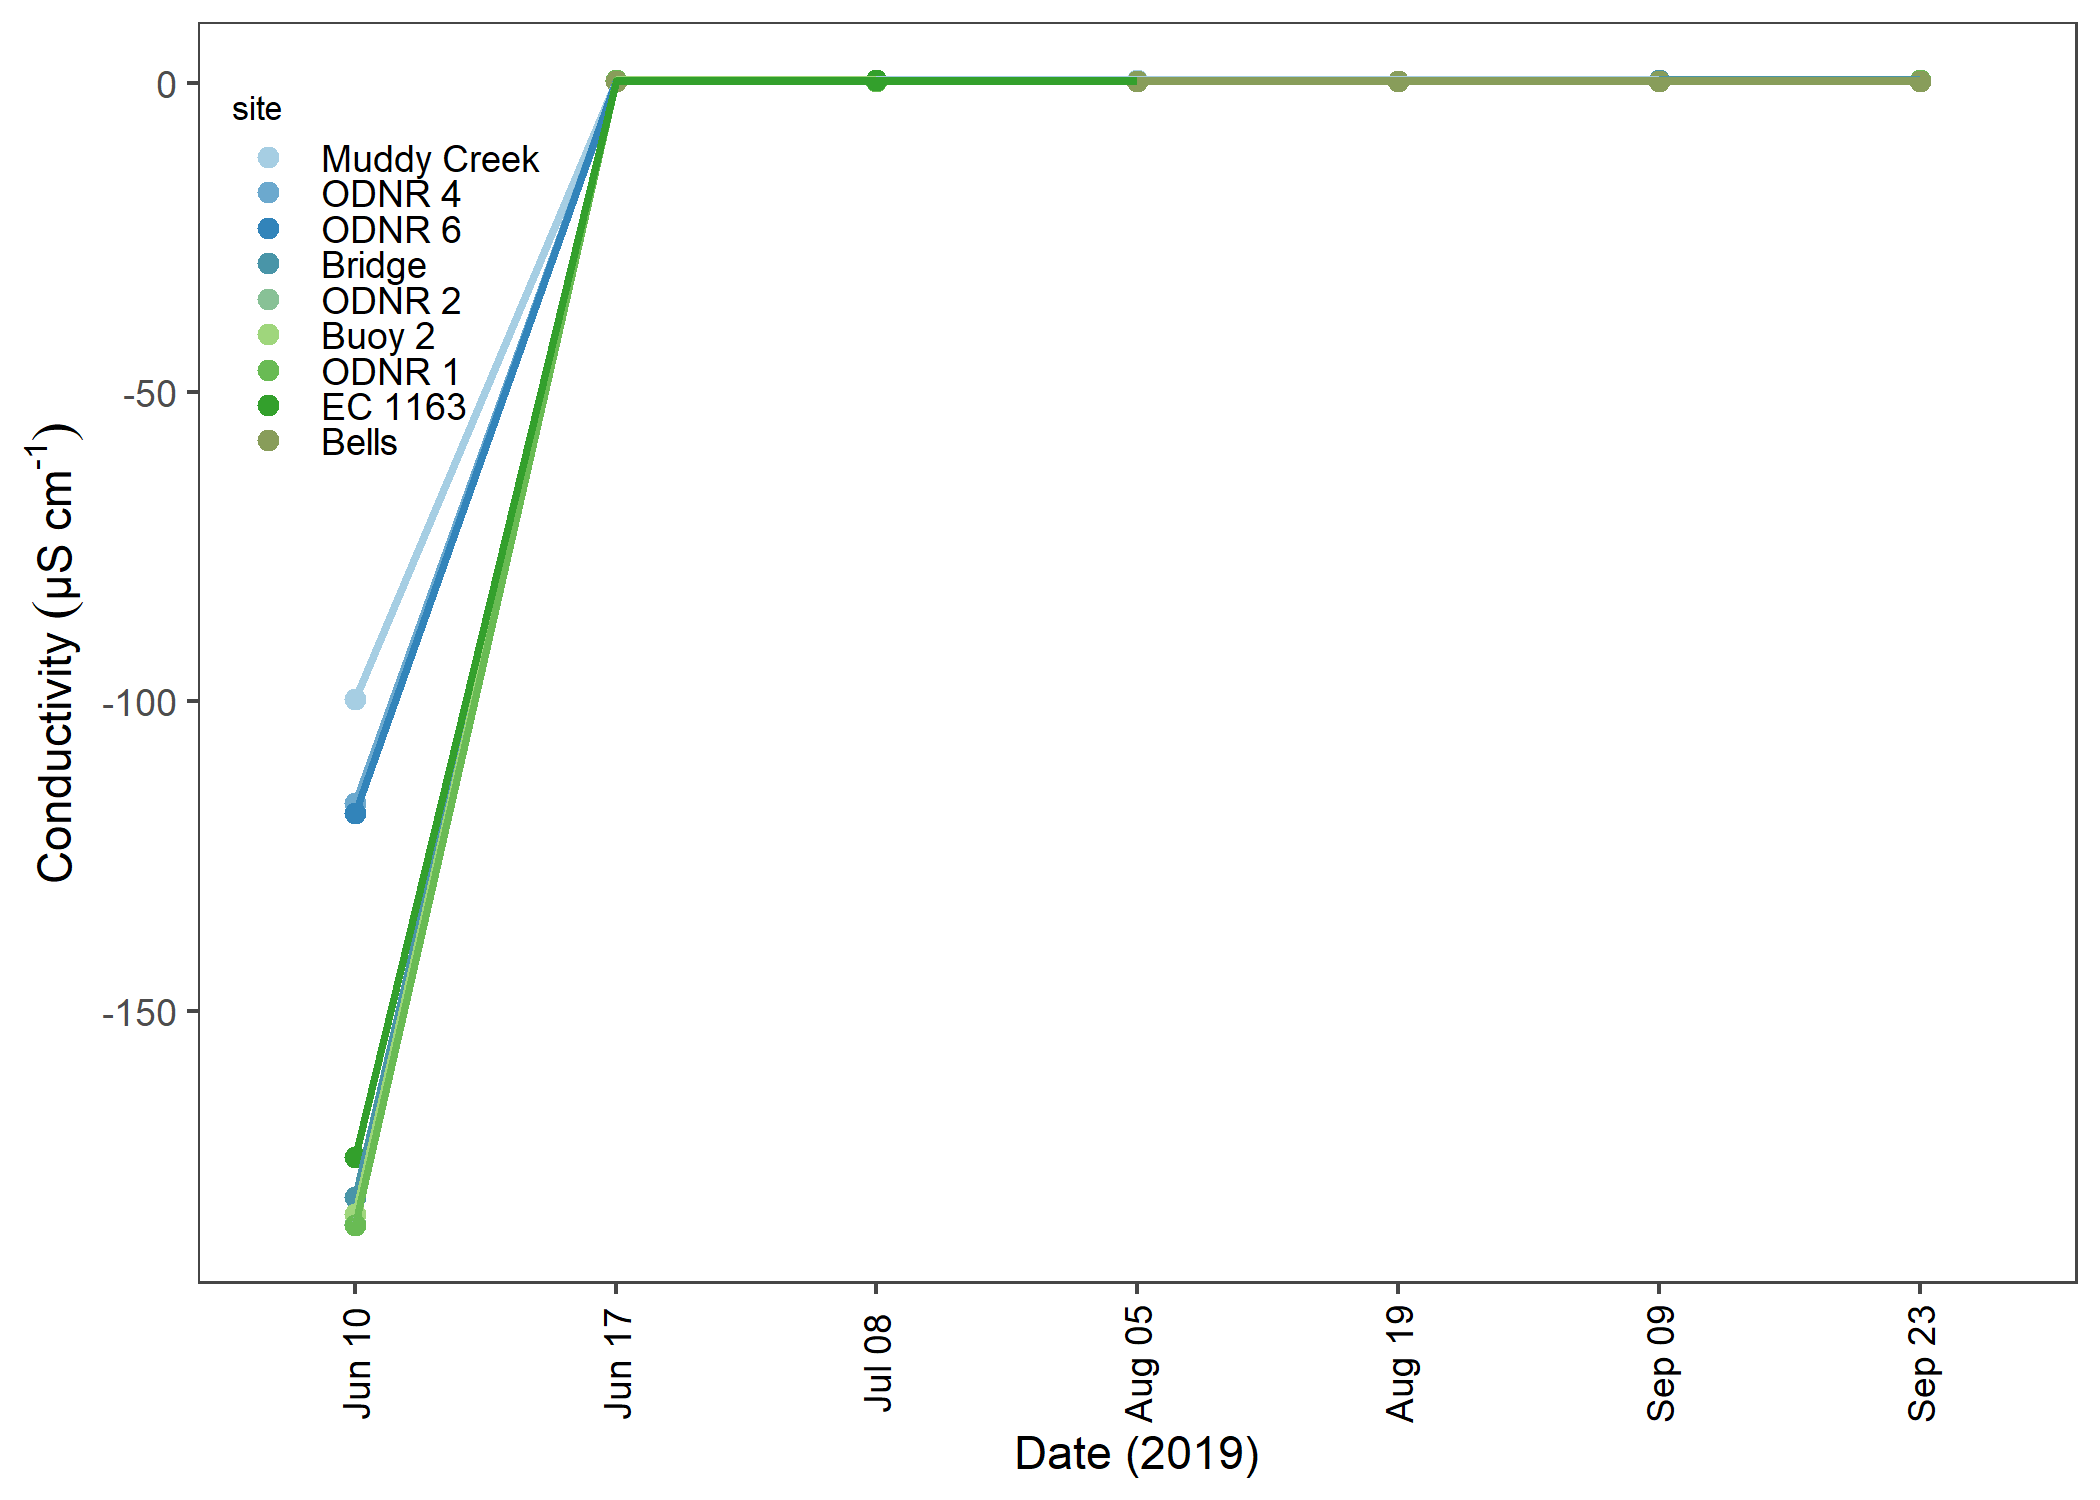 0
-50
-100
-150
Conductivity (µS cm-1)
site
Muddy Creek
ODNR 4
ODNR 6
Bridge
ODNR 2
Buoy 2
ODNR 1
EC 1163
Bells
Jun 10
Jun 17
Jul 08
Aug 05
Aug 19
Sep 09
Sep 23
Date (2019)